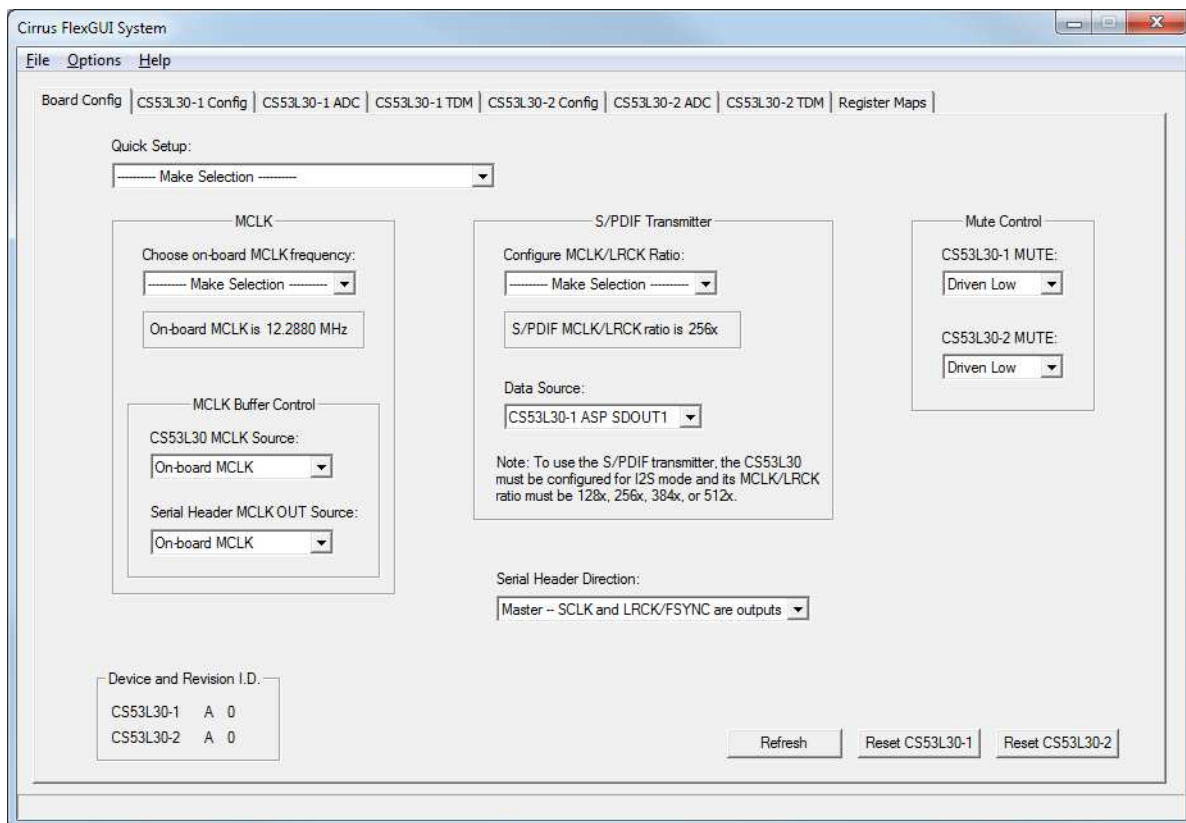 Cirrus FlexGUI System
File Options Help
Board Config CS53L30-1 Config CS53L30-1 ADC CS53L30-1 TDM CS53L30-2 Config CS53L30-2 ADC CS53L30-2 TDM Register Maps
Quick Setup:
---------- Make Selection ----------
MCLK
Choose on-board MCLK frequency:
---------- Make Selection ----------
On-board MCLK is 12.2880 MHz
MCLK Buffer Control
CS53L30 MCLK Source:
On-board MCLK
Serial Header MCLK OUT Source:
On-board MCLK
S/PDIF Transmitter
Configure MCLK/LRCK Ratio:
---------- Make Selection ----------
S/PDIF MCLK/LRCK ratio is 256x
Data Source:
CS53L30-1 ASP SDOUT1
Note: To use the S/PDIF transmitter, the CS53L30
must be configured for I2S mode and its MCLK/LRCK
ratio must be 128x, 256x, 384x, or 512x.
Mute Control
CS53L30-1 MUTE:
Driven Low
CS53L30-2 MUTE:
Driven Low
Serial Header Direction:
Master -- SCLK and LRCK/FSYNC are outputs
Device and Revision I.D.
CS53L30-1 A 0
CS53L30-2 A 0
Refresh Reset CS53L30-1 Reset CS53L30-2